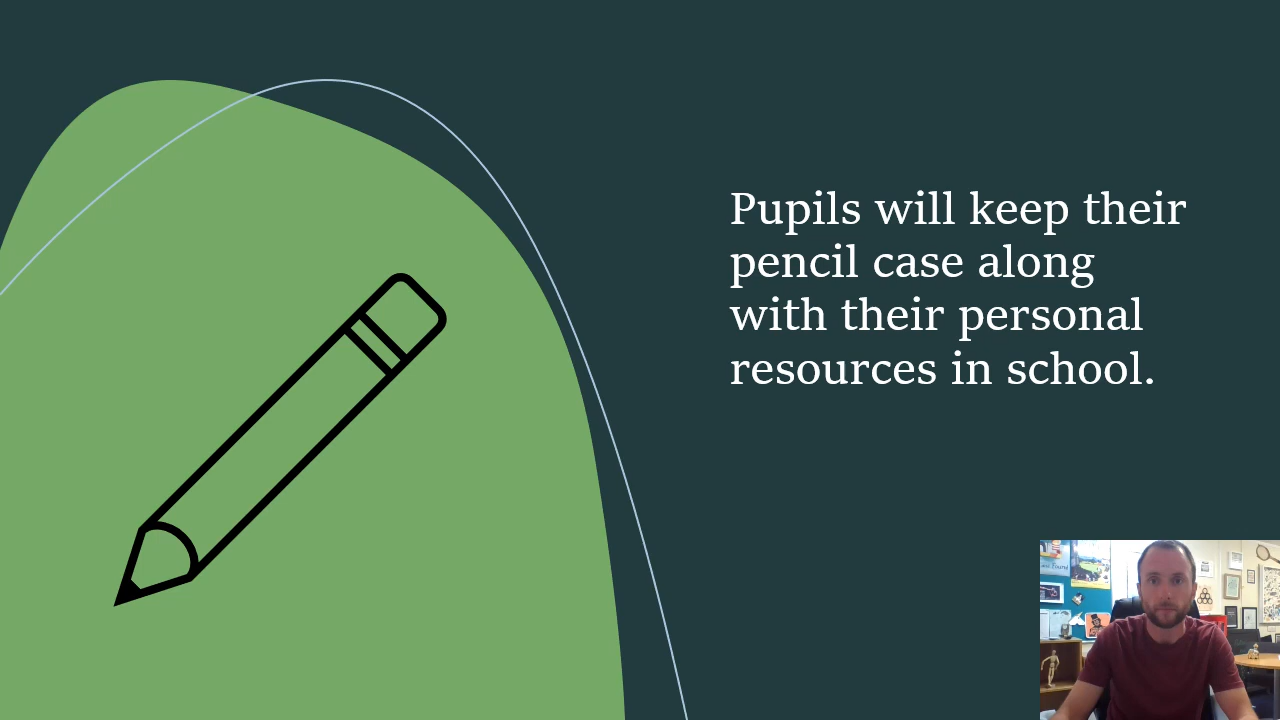 Pupils will keep their
pencil case along
with their personal
resources in school.